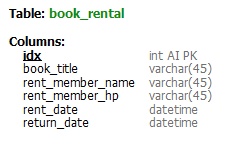 Table: book_rental
Columns:
idx int AI PK
book_title varchar(45)
rent_member_name varchar(45)
rent_member_hp varchar(45)
rent_date datetime
return_date datetime